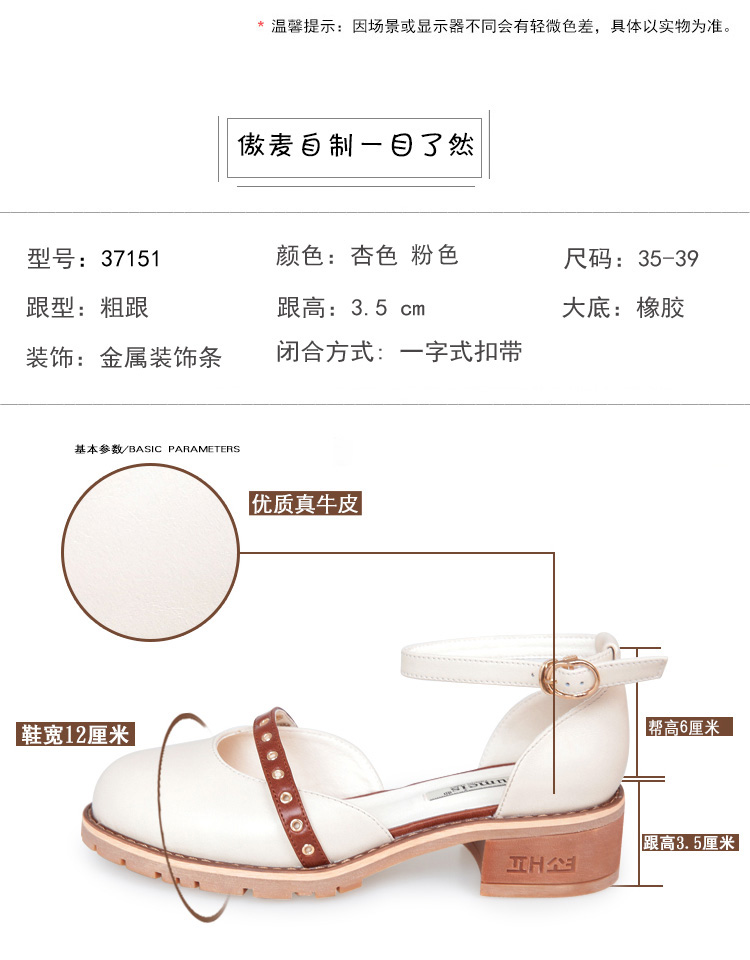 * 温馨提示：因场景或显示器不同会有轻微色差，具体以实物为准。
傲麦自制一目了然
型号：37151 颜色：杏色 粉色 尺码：35-39
跟型：粗跟 跟高：3.5 cm 大底：橡胶
装饰：金属装饰条 闭合方式：一字式扣带
基本参数/BASIC PARAMETERS
优质真牛皮
鞋宽12厘米
帮高6厘米
跟高3.5厘米